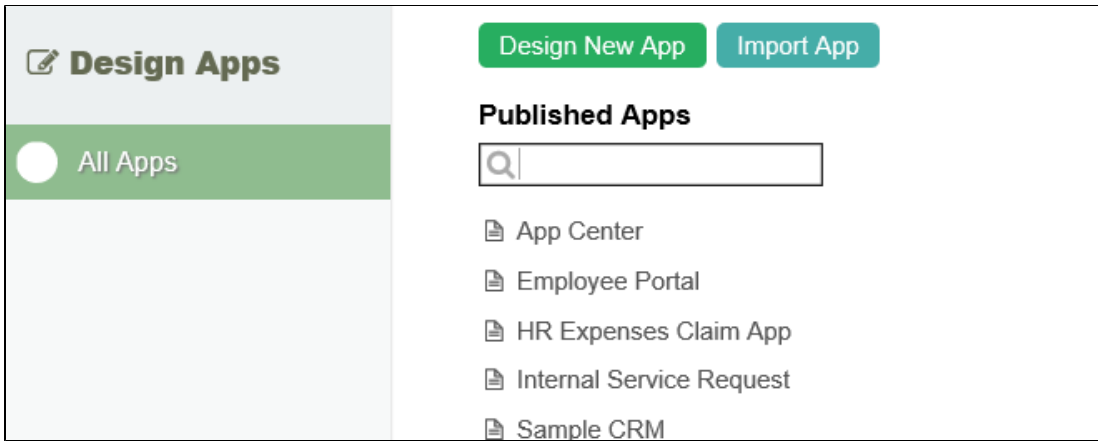 Design Apps
All Apps
Design New App
Import App
Published Apps
App Center
Employee Portal
HR Expenses Claim App
Internal Service Request
Sample CRM